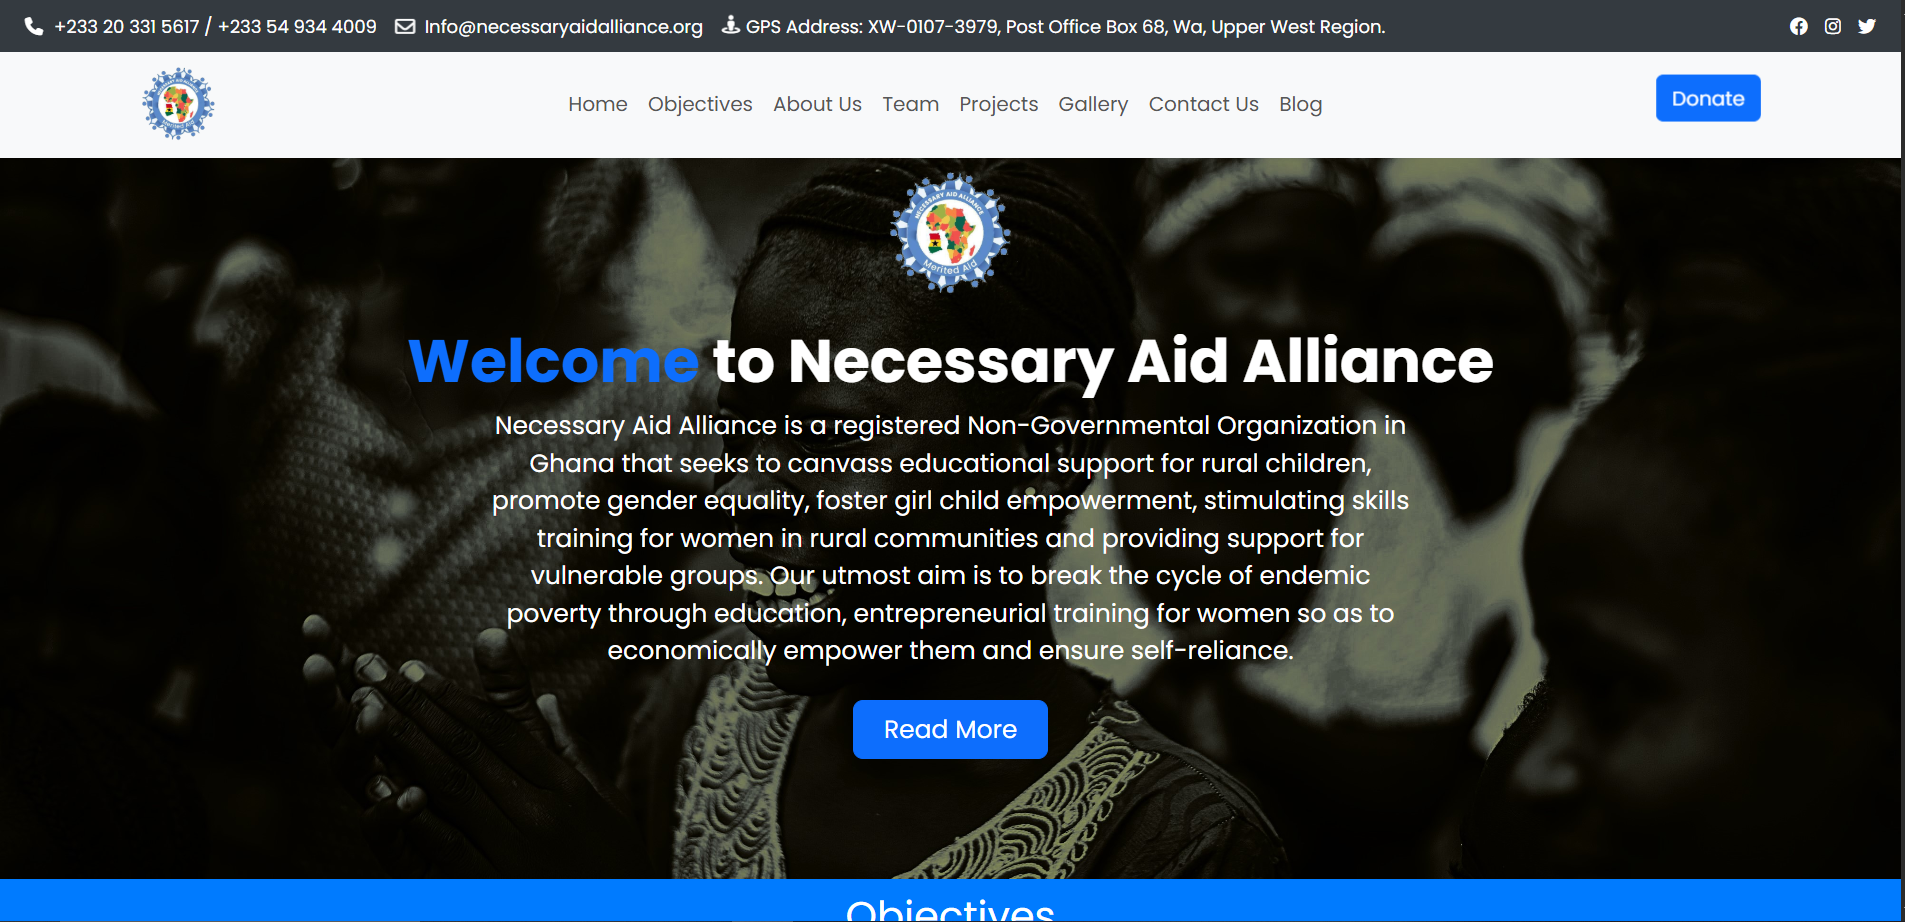 +233 20 331 5617 / +233 54 934 4009 Info@necessaryaidalliance.org GPS Address: XW-0107-3979, Post Office Box 68, Wa, Upper West Region.
Home Objectives About Us Team Projects Gallery Contact Us Blog
Donate
NECESSARY AID ALLIANCE
Merited Aid
Welcome to Necessary Aid Alliance
Necessary Aid Alliance is a registered Non-Governmental Organization in
Ghana that seeks to canvass educational support for rural children,
promote gender equality, foster girl child empowerment, stimulating skills
training for women in rural communities and providing support for
vulnerable groups. Our utmost aim is to break the cycle of endemic
poverty through education, entrepreneurial training for women so as to
economically empower them and ensure self-reliance.
Read More
Objectives